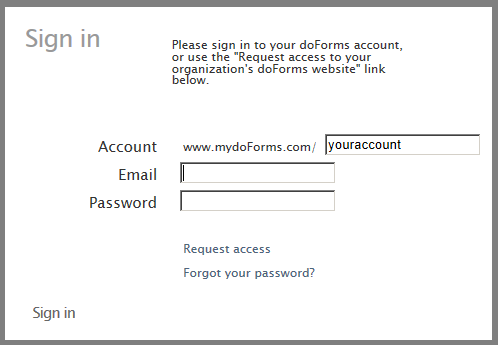 Sign in
Please sign in to your doForms account,
or use the "Request access to your
organization's doForms website" link
below.
Account www.mydoForms.com/ youraccount
Email
Password
Request access
Forgot your password?
Sign in